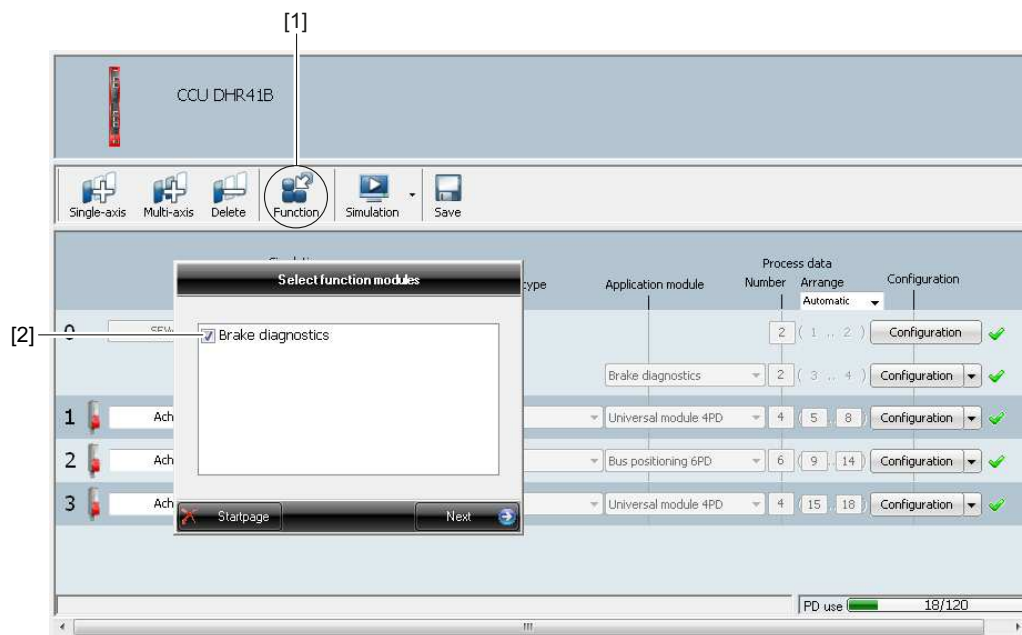 [1]
CCU DHR41B
Single-axis Multi-axis Delete Function Simulation Save
Process data
type Application module Number Arrange Configuration
Automatic
Select function modules
[2]
Brake diagnostics
0 2 ( 1 .. 2 ) Configuration
Brake diagnostics 2 ( 3 .. 4 ) Configuration
1 Ach Universal module 4PD 4 ( 5 .. 8 ) Configuration
2 Ach Bus positioning 6PD 6 ( 9 .. 14 ) Configuration
3 Ach Universal module 4PD 4 ( 15 .. 18 ) Configuration
Startpage Next
PD use 18/120